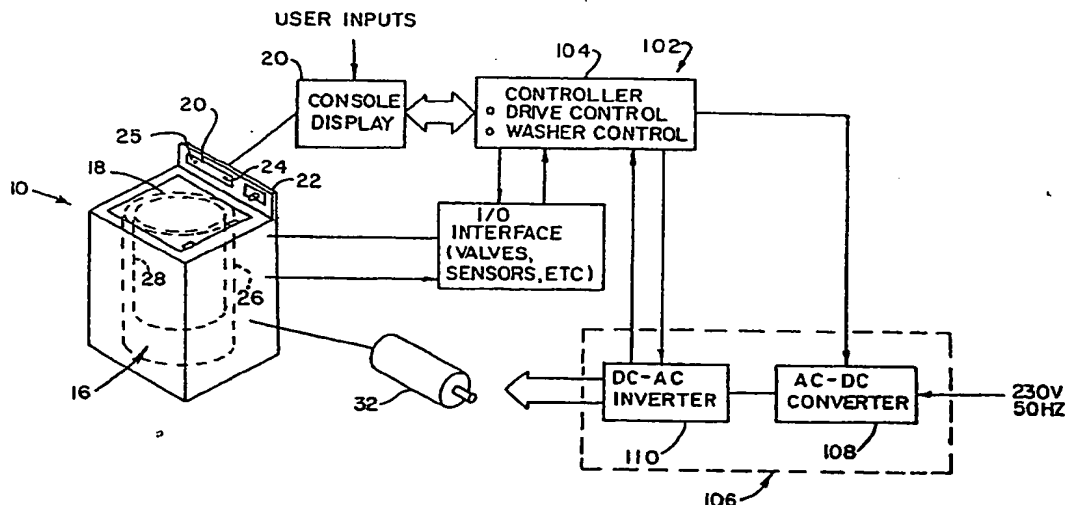 USER INPUTS
20
CONSOLE
DISPLAY
104
102
CONTROLLER
o DRIVE CONTROL
o WASHER CONTROL
25
20
24
22
18
10
I/O
INTERFACE
(VALVES,
SENSORS, ETC)
28
26
16
32
DC-AC
INVERTER
AC-DC
CONVERTER
230V
50HZ
110
108
106